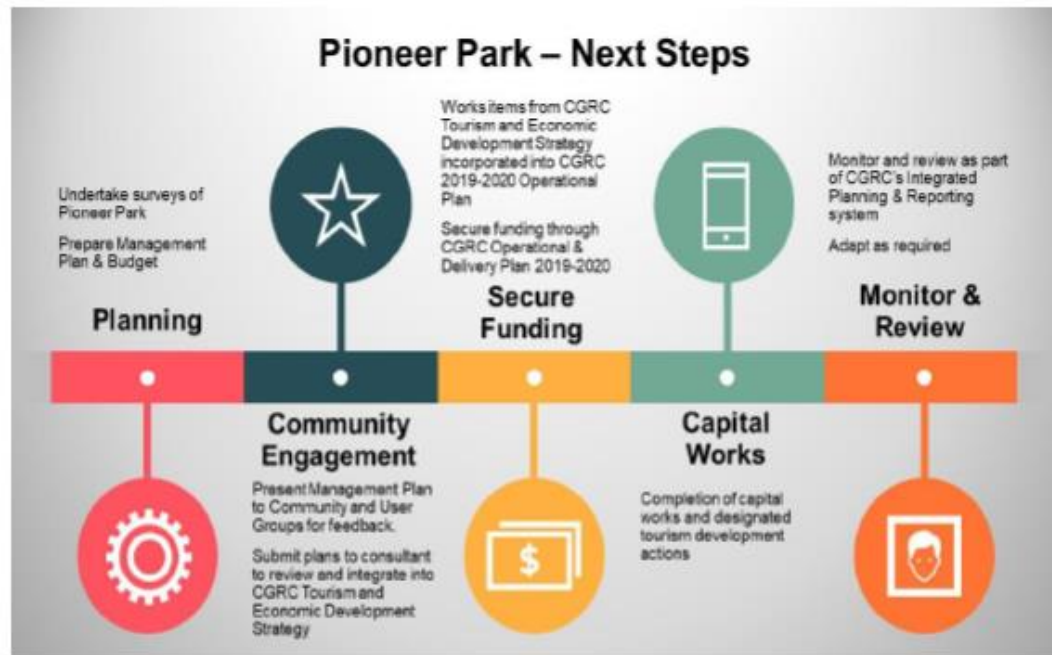 Pioneer Park – Next Steps
Undertake surveys of
Pioneer Park
Prepare Management
Plan & Budget
Planning
Community
Engagement
Present Management Plan
to Community and User
Groups for feedback.
Submit plans to consultant
to review and integrate into
CGRC Tourism and
Economic Development
Strategy
Works items from CGRC
Tourism and Economic
Development Strategy
incorporated into CGRC
2019-2020 Operational
Plan
Secure funding through
CGRC Operational &
Delivery Plan 2019-2020
Secure
Funding
$
Capital
Works
Completion of capital
works and designated
tourism development
actions
Monitor and review as part
of CGRC's Integrated
Planning & Reporting
system
Adapt as required
Monitor &
Review